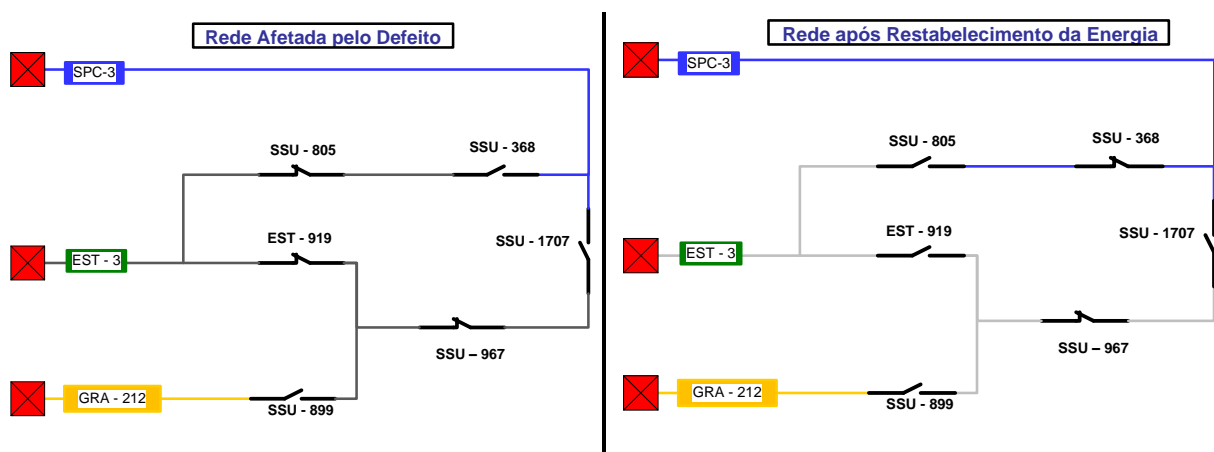 Rede Afetada pelo Defeito
SPC-3
SSU - 805
SSU - 368
EST - 919
SSU - 1707
EST - 3
SSU – 967
GRA - 212
SSU - 899
Rede após Restabelecimento da Energia
SPC-3
SSU - 805
SSU - 368
EST - 919
SSU - 1707
EST - 3
SSU – 967
GRA - 212
SSU - 899